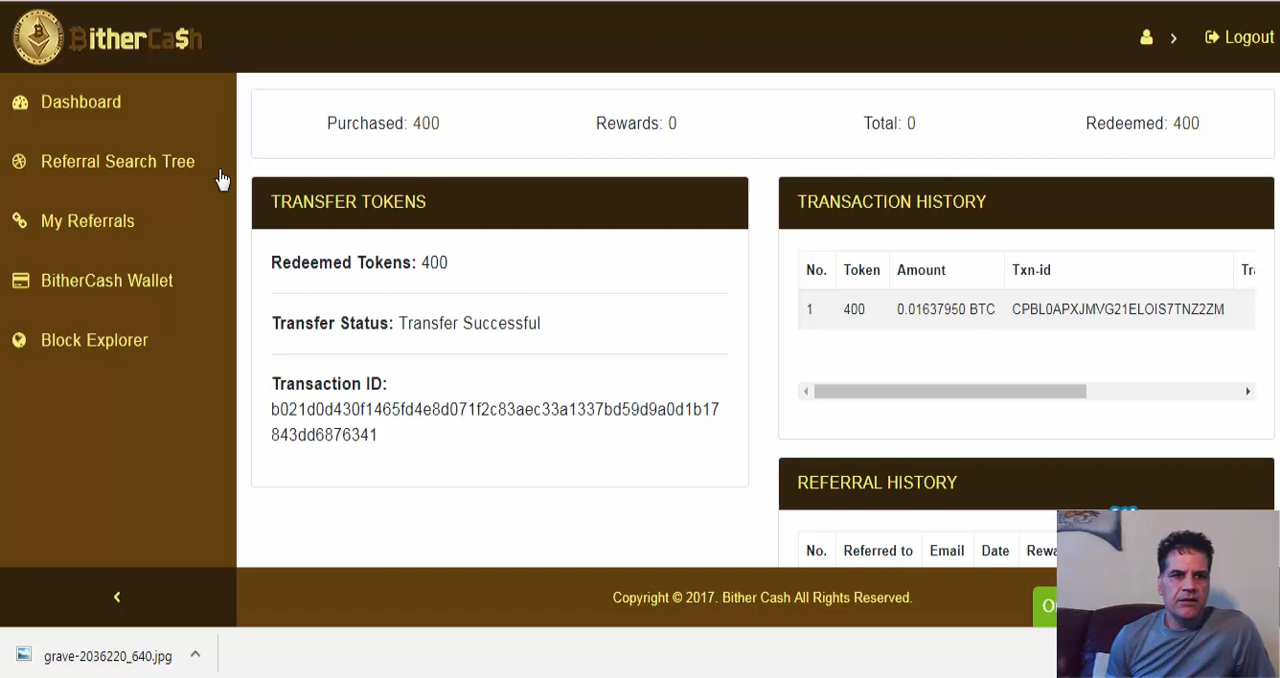 BitherCa$h
Logout
Dashboard
Referral Search Tree
My Referrals
BitherCash Wallet
Block Explorer
Purchased: 400 Rewards: 0 Total: 0 Redeemed: 400
TRANSFER TOKENS
Redeemed Tokens: 400
Transfer Status: Transfer Successful
Transaction ID:
b021d0d430f1465fd4e8d071f2c83aec33a1337bd59d9a0d1b17
843dd6876341
TRANSACTION HISTORY
No. Token Amount Txn-id Tr
1 400 0.01637950 BTC CPBL0APXJMVG21ELOIS7TNZ2ZM
REFERRAL HISTORY
No. Referred to Email Date Rewa
Copyright © 2017. Bither Cash All Rights Reserved.
grave-2036220_640.jpg